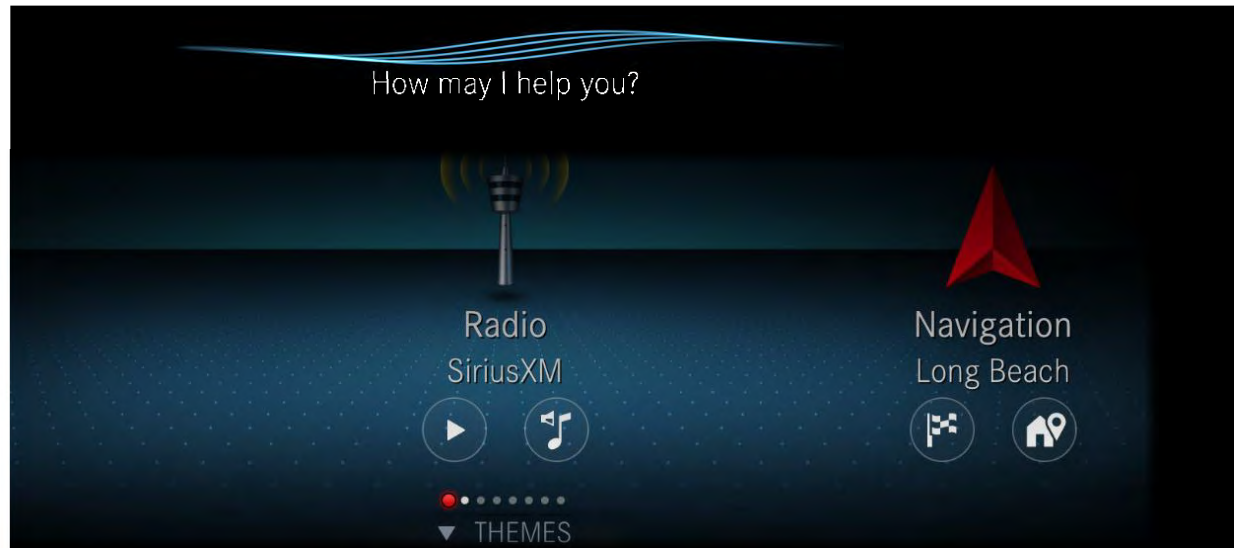 How may I help you?
Radio
SiriusXM
Navigation
Long Beach
THEMES